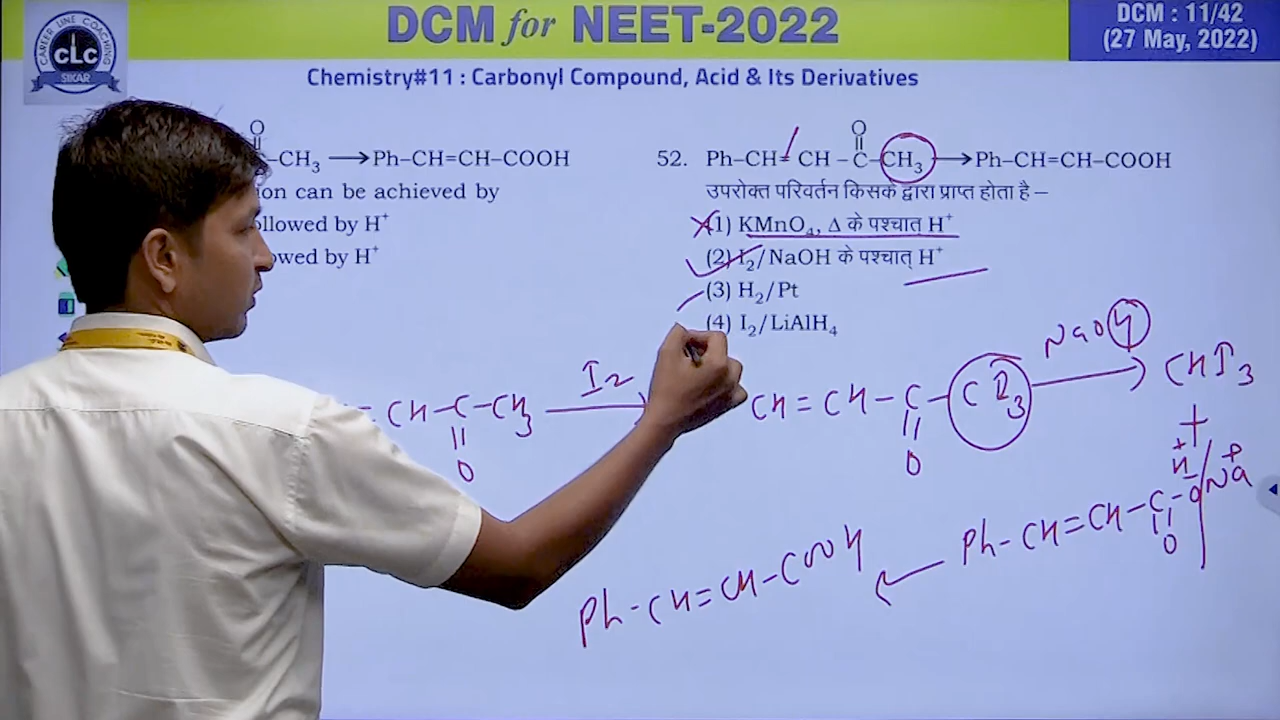 DCM for NEET-2022
DCM : 11/42
(27 May, 2022)
CAREER LINE COACHING
CLC
SIKAR
Chemistry#11 : Carbonyl Compound, Acid & Its Derivatives
O
–CH₃ ⟶ Ph–CH=CH–COOH
ion can be achieved by
ollowed by H⁺
owed by H⁺
O
52. Ph–CH=CH–C–CH₃ ⟶ Ph–CH=CH–COOH
उपरोक्त परिवर्तन किसके द्वारा प्राप्त होता है –
(1) KMnO₄, Δ के पश्चात् H⁺
(2) I₂/NaOH के पश्चात् H⁺
(3) H₂/Pt
(4) I₂/LiAlH₄
= CH–C–CH₃
O
I₂
CH=CH–C–CI₃
O
NaOH
CHI₃
+
H⁺
Ph–CH=CH–C–O Na⁺
O
Ph–CH=CH–COOH